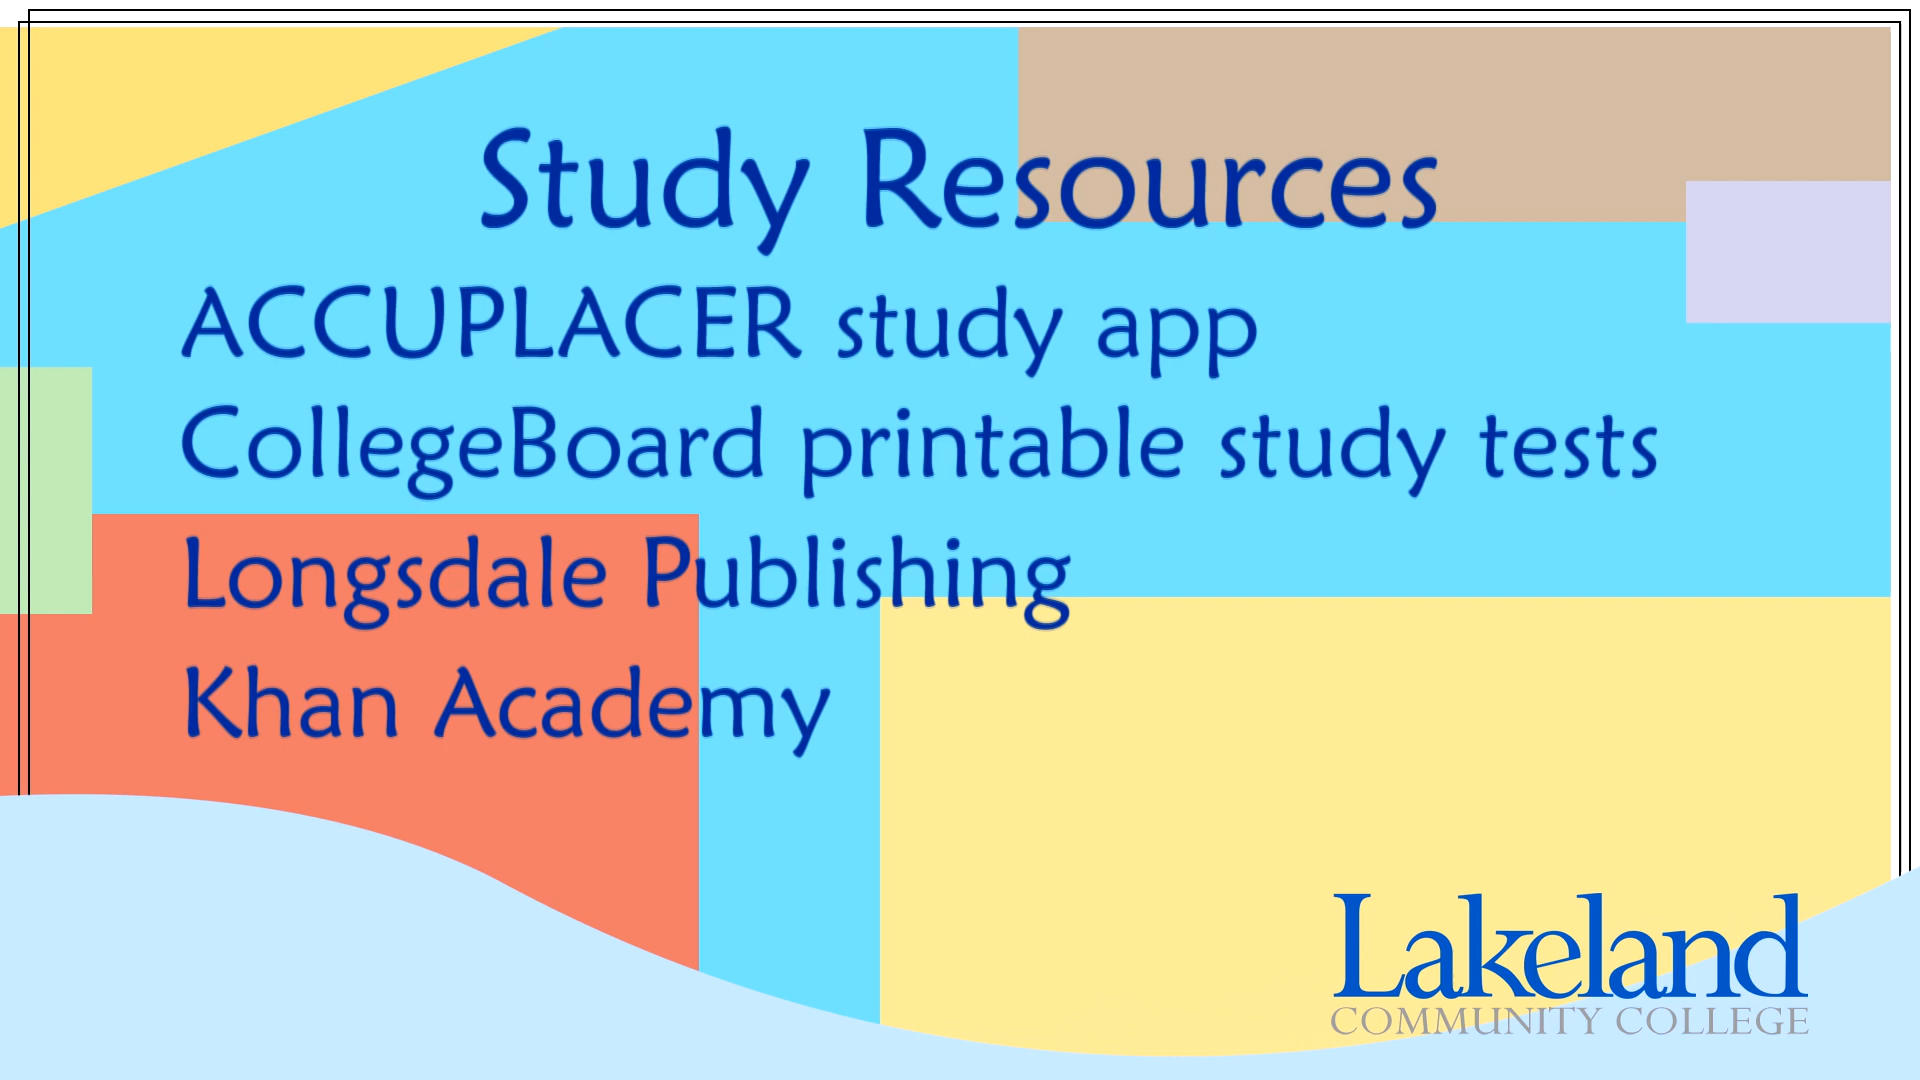 Study Resources
ACCUPLACER study app
CollegeBoard printable study tests
Longsdale Publishing
Khan Academy
Lakeland
COMMUNITY COLLEGE